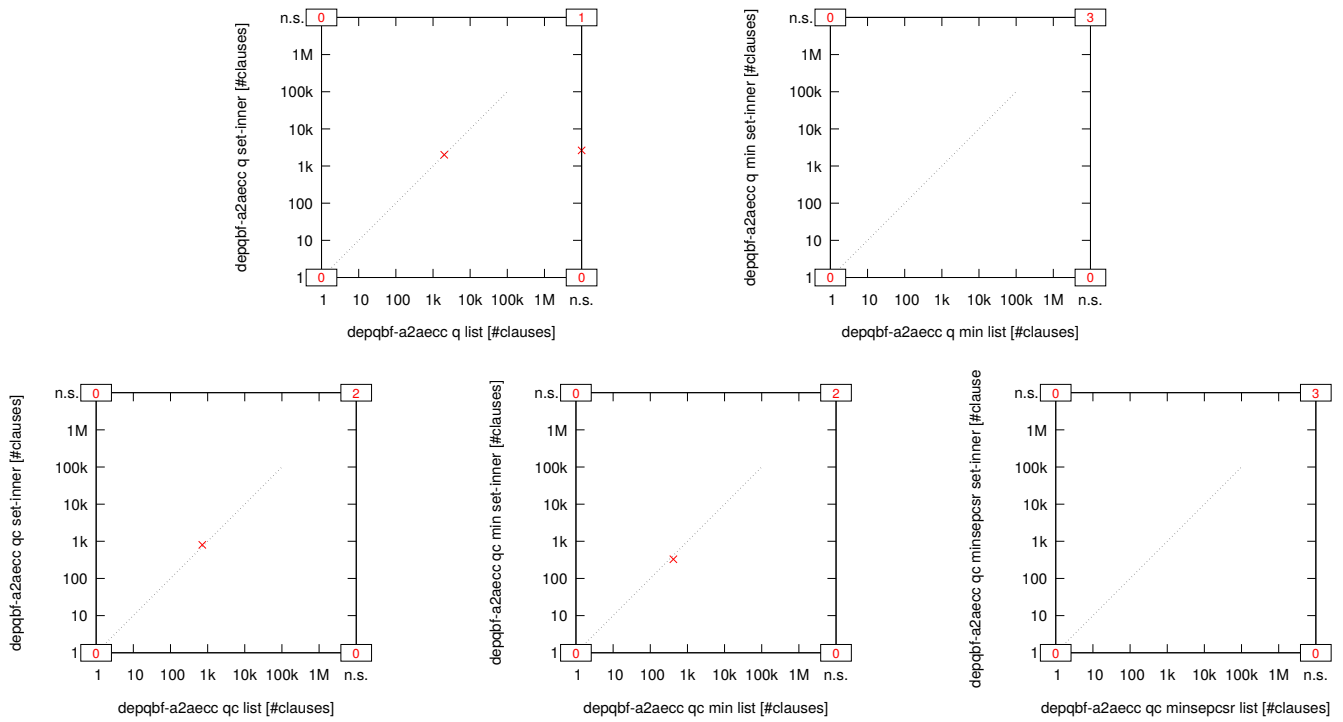 n.s. 0 1
1M
100k
10k
1k
100
10
1 0 0
1 10 100 1k 10k 100k 1M n.s.
depqbf-a2aecc q set-inner [#clauses]
depqbf-a2aecc q list [#clauses]
n.s. 0 3
1M
100k
10k
1k
100
10
1 0 0
1 10 100 1k 10k 100k 1M n.s.
depqbf-a2aecc q min set-inner [#clauses]
depqbf-a2aecc q min list [#clauses]
n.s. 0 2
1M
100k
10k
1k
100
10
1 0 0
1 10 100 1k 10k 100k 1M n.s.
depqbf-a2aecc qc set-inner [#clauses]
depqbf-a2aecc qc list [#clauses]
n.s. 0 2
1M
100k
10k
1k
100
10
1 0 0
1 10 100 1k 10k 100k 1M n.s.
depqbf-a2aecc qc min set-inner [#clauses]
depqbf-a2aecc qc min list [#clauses]
n.s. 0 3
1M
100k
10k
1k
100
10
1 0 0
1 10 100 1k 10k 100k 1M n.s.
depqbf-a2aecc qc minsepcsr set-inner [#clause
depqbf-a2aecc qc minsepcsr list [#clauses]